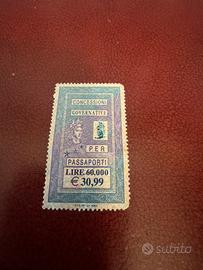 CONCESSIONI
GOVERNATIVE
PER
PASSAPORTI
LIRE 60.000
€ 30,99
subito